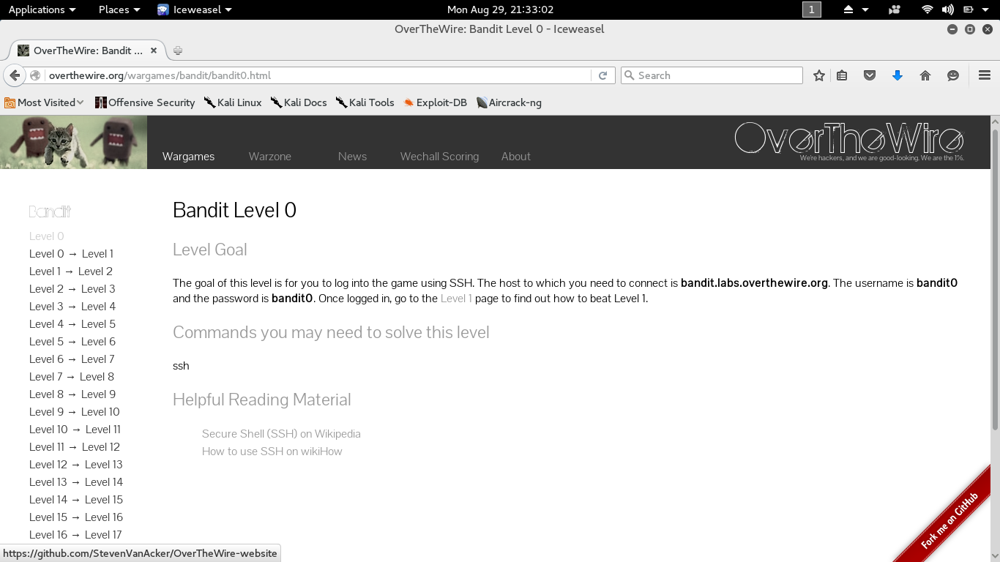 Applications Places Iceweasel Mon Aug 29, 21:33:02 1
OverTheWire: Bandit Level 0 - Iceweasel
OverTheWire: Bandit ...
overthewire.org/wargames/bandit/bandit0.html Search
Most Visited Offensive Security Kali Linux Kali Docs Kali Tools Exploit-DB Aircrack-ng
OverTheWire
We're hackers, and we are good-looking. We are the 1%.
Wargames Warzone News Wechall Scoring About
Bandit
Level 0
Level 0 → Level 1
Level 1 → Level 2
Level 2 → Level 3
Level 3 → Level 4
Level 4 → Level 5
Level 5 → Level 6
Level 6 → Level 7
Level 7 → Level 8
Level 8 → Level 9
Level 9 → Level 10
Level 10 → Level 11
Level 11 → Level 12
Level 12 → Level 13
Level 13 → Level 14
Level 14 → Level 15
Level 15 → Level 16
Level 16 → Level 17
Bandit Level 0
Level Goal
The goal of this level is for you to log into the game using SSH. The host to which you need to connect is bandit.labs.overthewire.org. The username is bandit0
and the password is bandit0. Once logged in, go to the Level 1 page to find out how to beat Level 1.
Commands you may need to solve this level
ssh
Helpful Reading Material
Secure Shell (SSH) on Wikipedia
How to use SSH on wikiHow
Fork me on GitHub
https://github.com/StevenVanAcker/OverTheWire-website